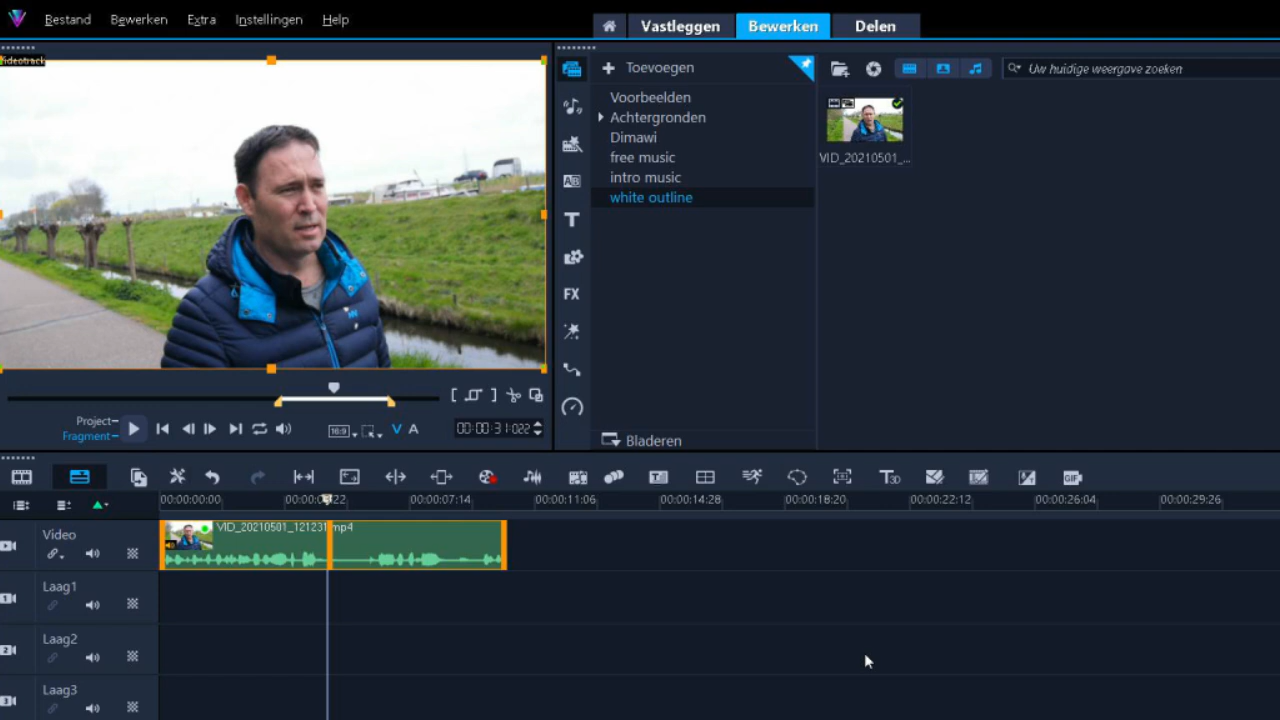 Bestand Bewerken Extra Instellingen Help
Vastleggen Bewerken Delen
Videotrack
Toevoegen
Uw huidige weergave zoeken
Voorbeelden
Achtergronden
Dimawi
free music
intro music
white outline
VID_20210501_...
Bladeren
Project
Fragment
16:9
V A
00:00:31:022
T
FX
T3D
GIF
00:00:00:00
00:00:07:14 00:00:11:06 00:00:14:28 00:00:18:20 00:00:22:12 00:00:26:04 00:00:29:26
Video
VID_20210501_121231.mp4
Laag1
Laag2
Laag3